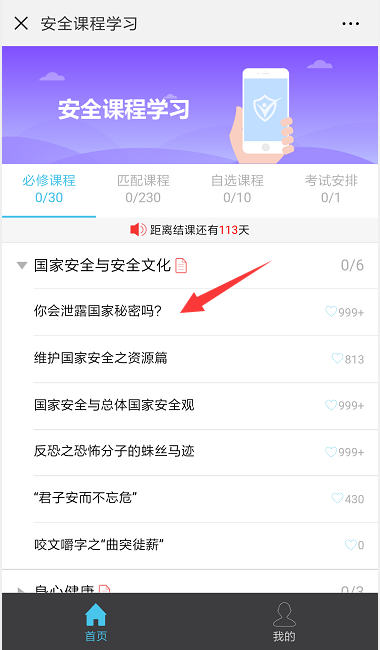 安全课程学习
安全课程学习
必修课程 匹配课程 自选课程 考试安排
0/30 0/230 0/10 0/1
距离结课还有113天
国家安全与安全文化 0/6
你会泄露国家秘密吗? 999+
维护国家安全之资源篇 813
国家安全与总体国家安全观 999+
反恐之恐怖分子的蛛丝马迹 999+
“君子安而不忘危” 430
咬文嚼字之“曲突徙薪” 0
身心健康 0/3
首页 我的